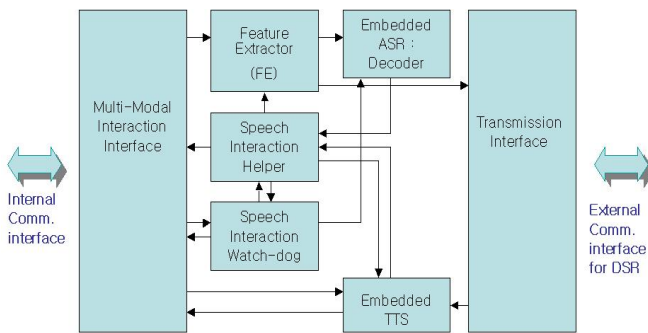 Feature
Extractor
(FE)
Embedded
ASR :
Decoder
Multi-Modal
Interaction
Interface
Speech
Interaction
Helper
Transmission
Interface
Internal
Comm.
interface
Speech
Interaction
Watch-dog
External
Comm.
interface
for DSR
Embedded
TTS